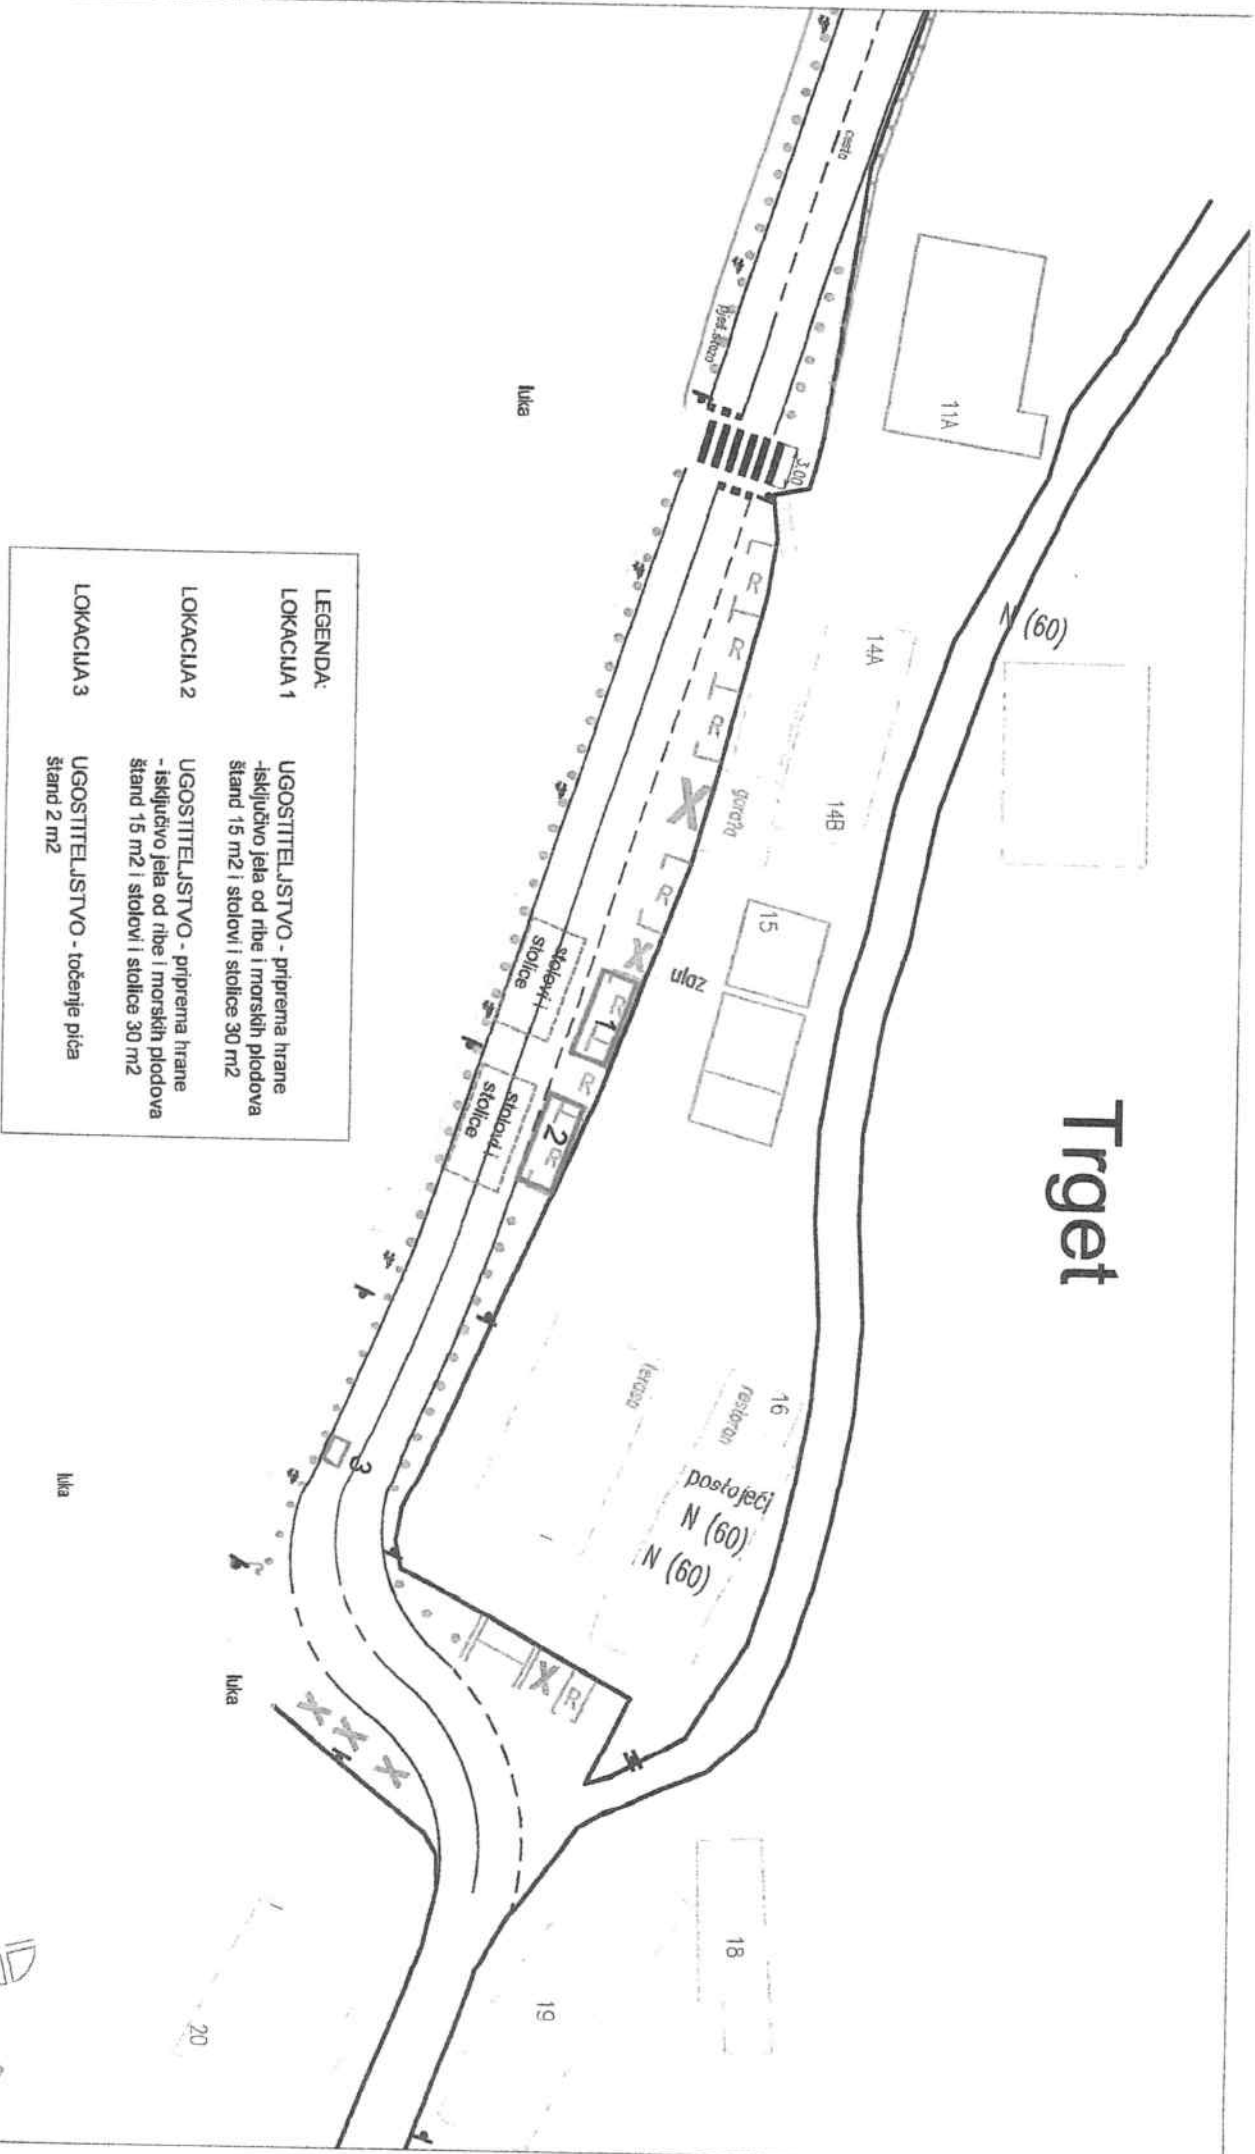 Trget
cesta
pješ.staza
3.00
11A
N (60)
14A
14B
15
R
R
R
X
R
X
R
1
R
2
R
stolovi i
stolice
stolovi i
stolice
luka
terasa
restoran
16
postojeći
N (60)
N (60)
3
X
R
X X X
18
19
20
luka
luka
LEGENDA:
LOKACIJA 1 UGOSTITELJSTVO - priprema hrane
-isključivo jela od ribe i morskih plodova
štand 15 m2 i stolovi i stolice 30 m2
LOKACIJA 2 UGOSTITELJSTVO - priprema hrane
- isključivo jela od ribe i morskih plodova
štand 15 m2 i stolovi i stolice 30 m2
LOKACIJA 3 UGOSTITELJSTVO - točenje pića
štand 2 m2